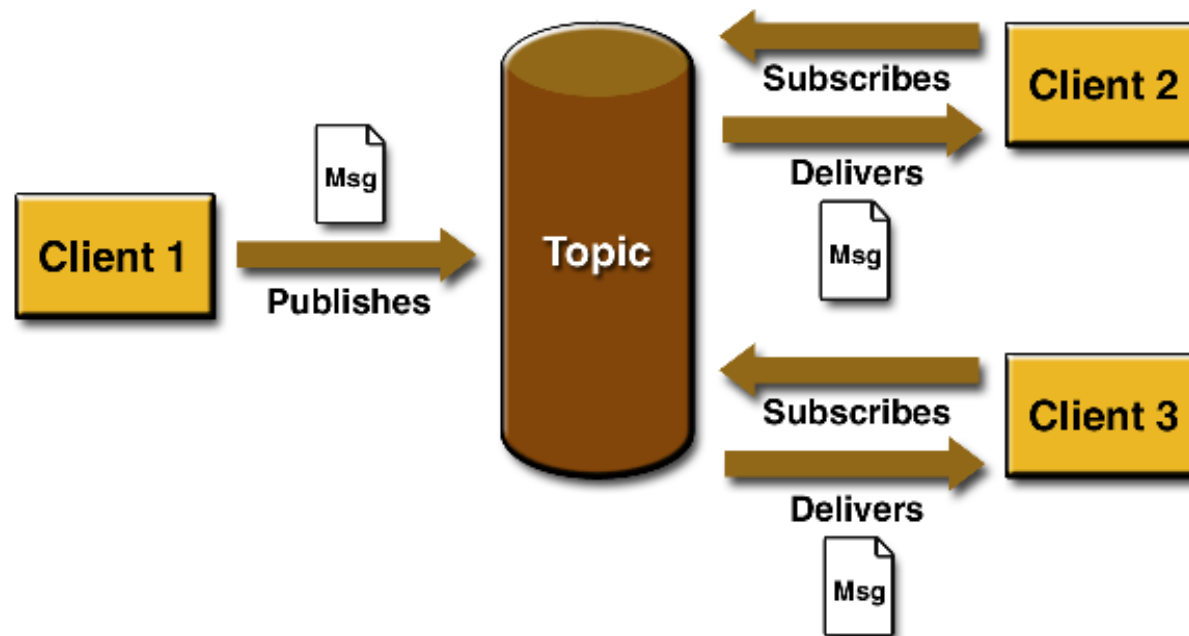 Client 1
Msg
Publishes
Topic
Subscribes
Client 2
Delivers
Msg
Subscribes
Client 3
Delivers
Msg